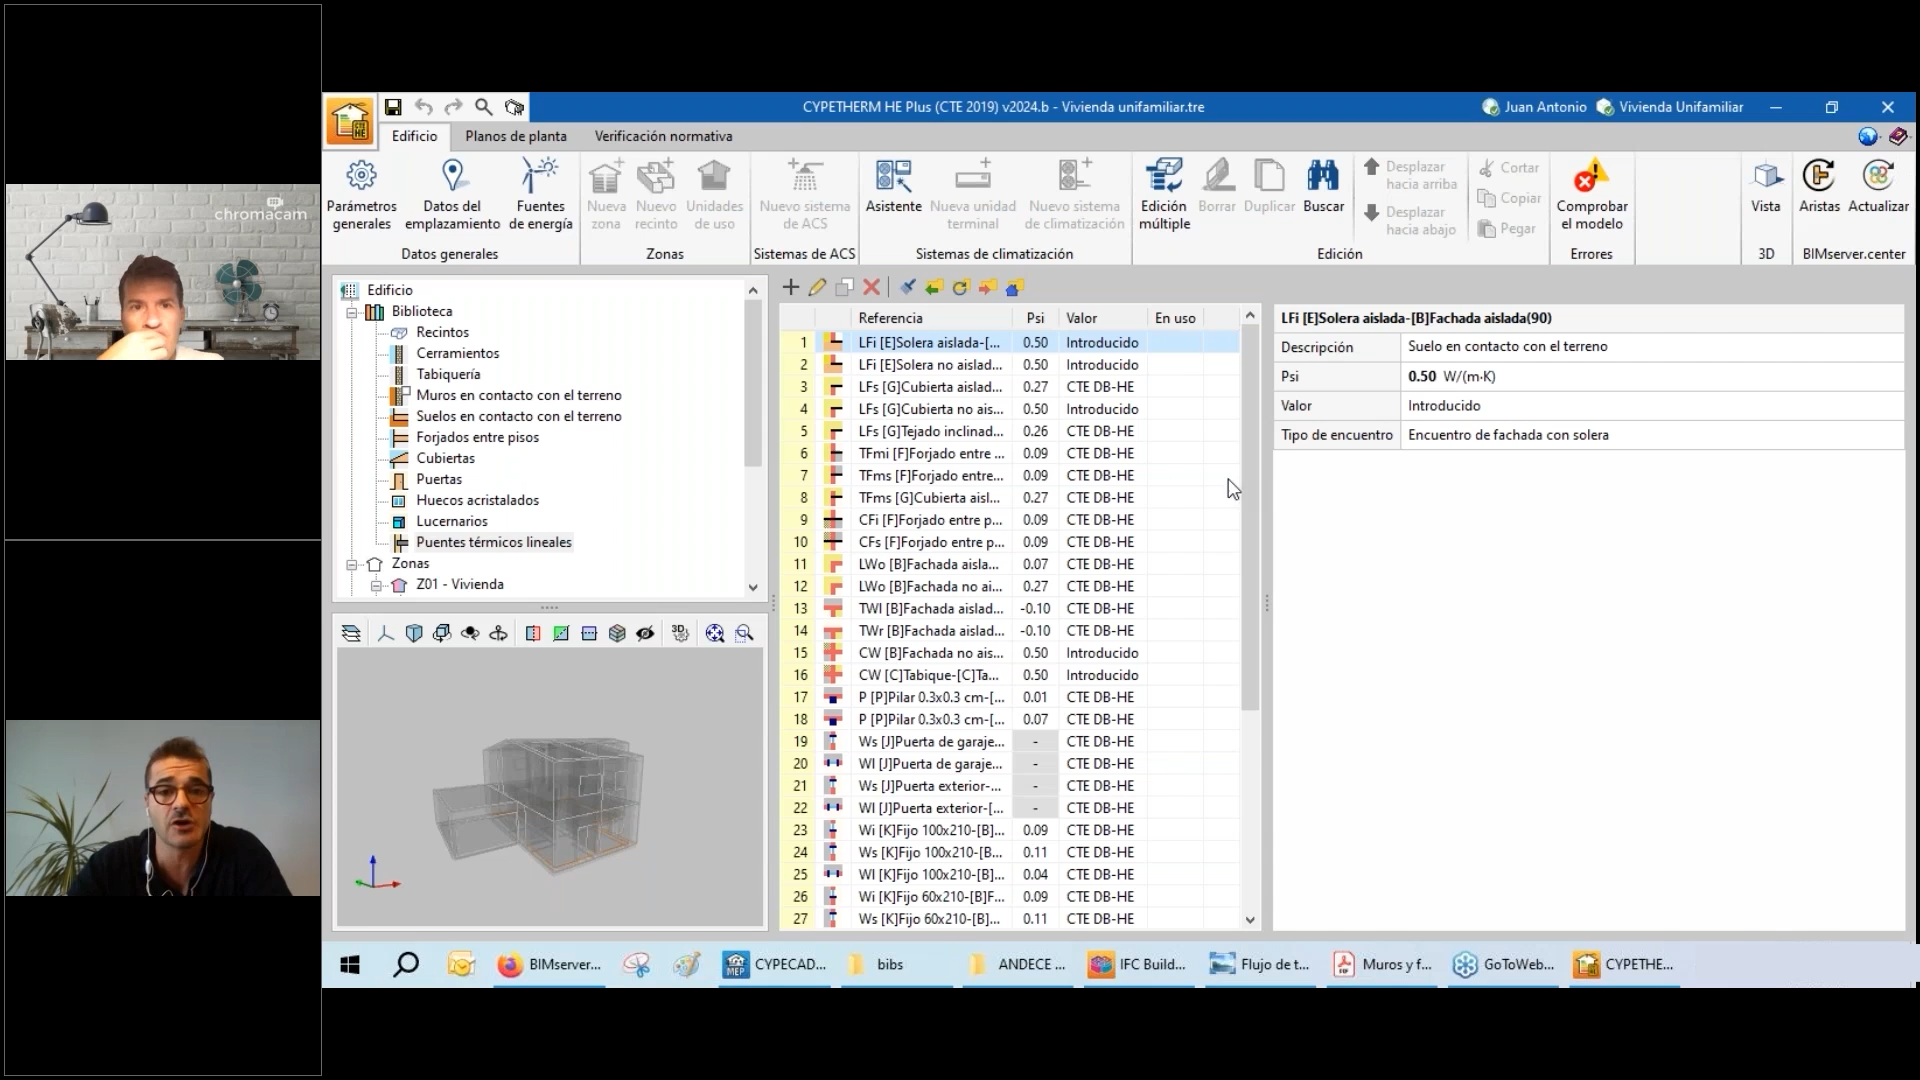 chromacam
CYPETHERM HE Plus (CTE 2019) v2024.b - Vivienda unifamiliar.tre
Juan Antonio
Vivienda Unifamiliar
CTE HE
Edificio
Planos de planta
Verificación normativa
Parámetros generales
Datos del emplazamiento
Fuentes de energía
Nueva zona
Nuevo recinto
Unidades de uso
Nuevo sistema de ACS
Asistente
Nueva unidad terminal
Nuevo sistema de climatización
Edición múltiple
Borrar
Duplicar
Buscar
Desplazar hacia arriba
Desplazar hacia abajo
Cortar
Copiar
Pegar
Comprobar el modelo
Vista
Aristas
Actualizar
Datos generales
Zonas
Sistemas de ACS
Sistemas de climatización
Edición
Errores
3D
BIMserver.center
Edificio
Biblioteca
Recintos
Cerramientos
Tabiquería
Muros en contacto con el terreno
Suelos en contacto con el terreno
Forjados entre pisos
Cubiertas
Puertas
Huecos acristalados
Lucernarios
Puentes térmicos lineales
Zonas
Z01 - Vivienda
3D
Referencia Psi Valor En uso
1 LFi [E]Solera aislada-[... 0.50 Introducido
2 LFi [E]Solera no aislad... 0.50 Introducido
3 LFs [G]Cubierta aislad... 0.27 CTE DB-HE
4 LFs [G]Cubierta no ais... 0.50 Introducido
5 LFs [G]Tejado inclinad... 0.26 CTE DB-HE
6 TFmi [F]Forjado entre ... 0.09 CTE DB-HE
7 TFms [F]Forjado entre... 0.09 CTE DB-HE
8 TFms [G]Cubierta aisl... 0.27 CTE DB-HE
9 CFi [F]Forjado entre p... 0.09 CTE DB-HE
10 CFs [F]Forjado entre p... 0.09 CTE DB-HE
11 LWo [B]Fachada aisla... 0.07 CTE DB-HE
12 LWo [B]Fachada no ai... 0.27 CTE DB-HE
13 TWl [B]Fachada aislad... -0.10 CTE DB-HE
14 TWr [B]Fachada aislad... -0.10 CTE DB-HE
15 CW [B]Fachada no ais... 0.50 Introducido
16 CW [C]Tabique-[C]Ta... 0.50 Introducido
17 P [P]Pilar 0.3x0.3 cm-[... 0.01 CTE DB-HE
18 P [P]Pilar 0.3x0.3 cm-[... 0.07 CTE DB-HE
19 Ws [J]Puerta de garaje... - CTE DB-HE
20 Wl [J]Puerta de garaje... - CTE DB-HE
21 Ws [J]Puerta exterior-... - CTE DB-HE
22 Wl [J]Puerta exterior-[... - CTE DB-HE
23 Wi [K]Fijo 100x210-[B]... 0.09 CTE DB-HE
24 Ws [K]Fijo 100x210-[B... 0.11 CTE DB-HE
25 Wl [K]Fijo 100x210-[B]... 0.04 CTE DB-HE
26 Wi [K]Fijo 60x210-[B]F... 0.09 CTE DB-HE
27 Ws [K]Fijo 60x210-[B]... 0.11 CTE DB-HE
LFi [E]Solera aislada-[B]Fachada aislada(90)
Descripción Suelo en contacto con el terreno
Psi 0.50 W/(m·K)
Valor Introducido
Tipo de encuentro Encuentro de fachada con solera
BIMserver...
MEP
CYPECAD...
bibs
ANDECE ...
IFC Build...
Flujo de t...
Muros y f...
GoToWeb...
CYPETHE...